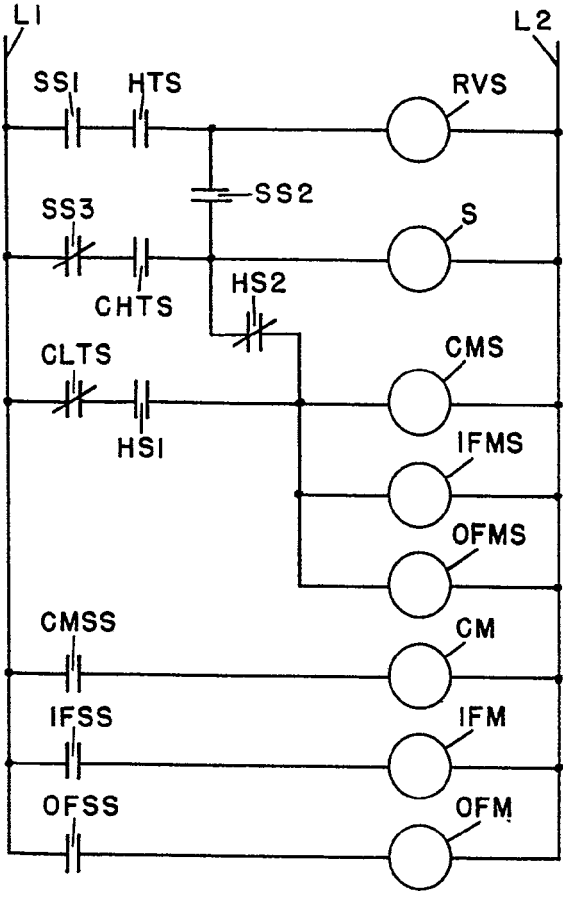 L1 L2
SS1 HTS RVS
SS2
SS3 S
CHTS HS2
CLTS CMS
HS1 IFMS
OFMS
CMSS CM
IFSS IFM
OFSS OFM